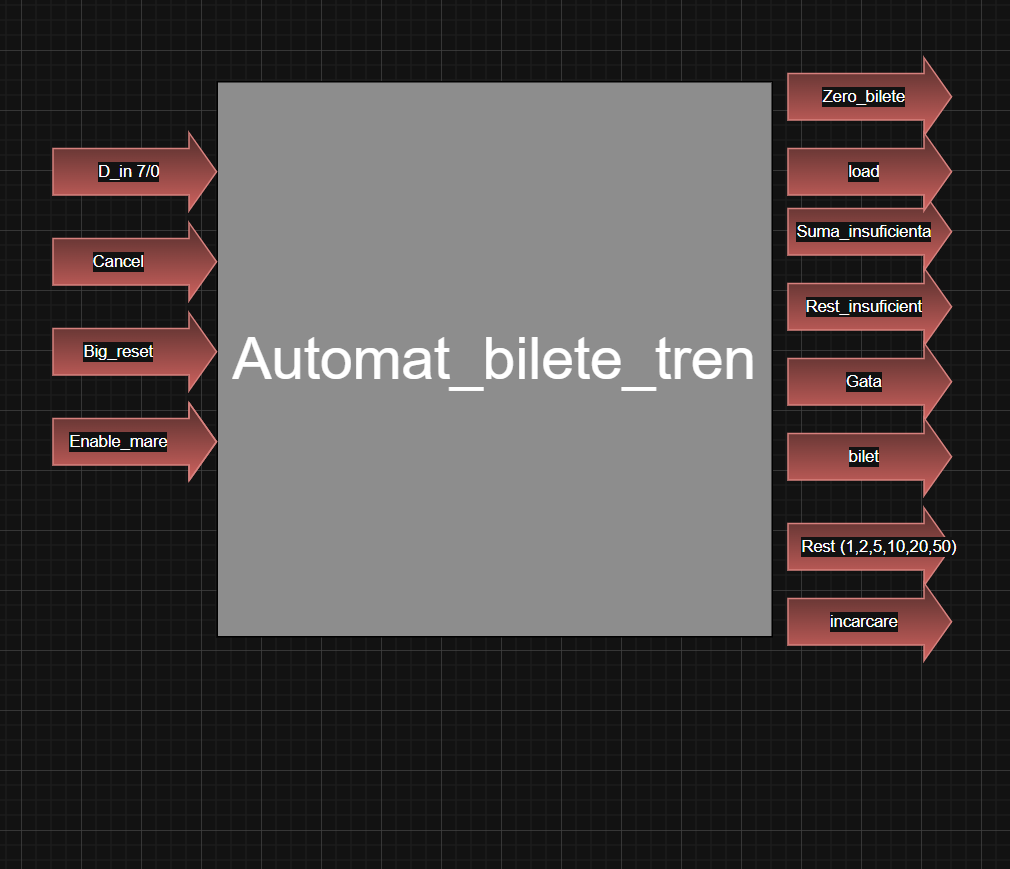 D_in 7/0
Cancel
Big_reset
Enable_mare
Automat_bilete_tren
Zero_bilete
load
Suma_insuficienta
Rest_insuficient
Gata
bilet
Rest (1,2,5,10,20,50)
incarcare